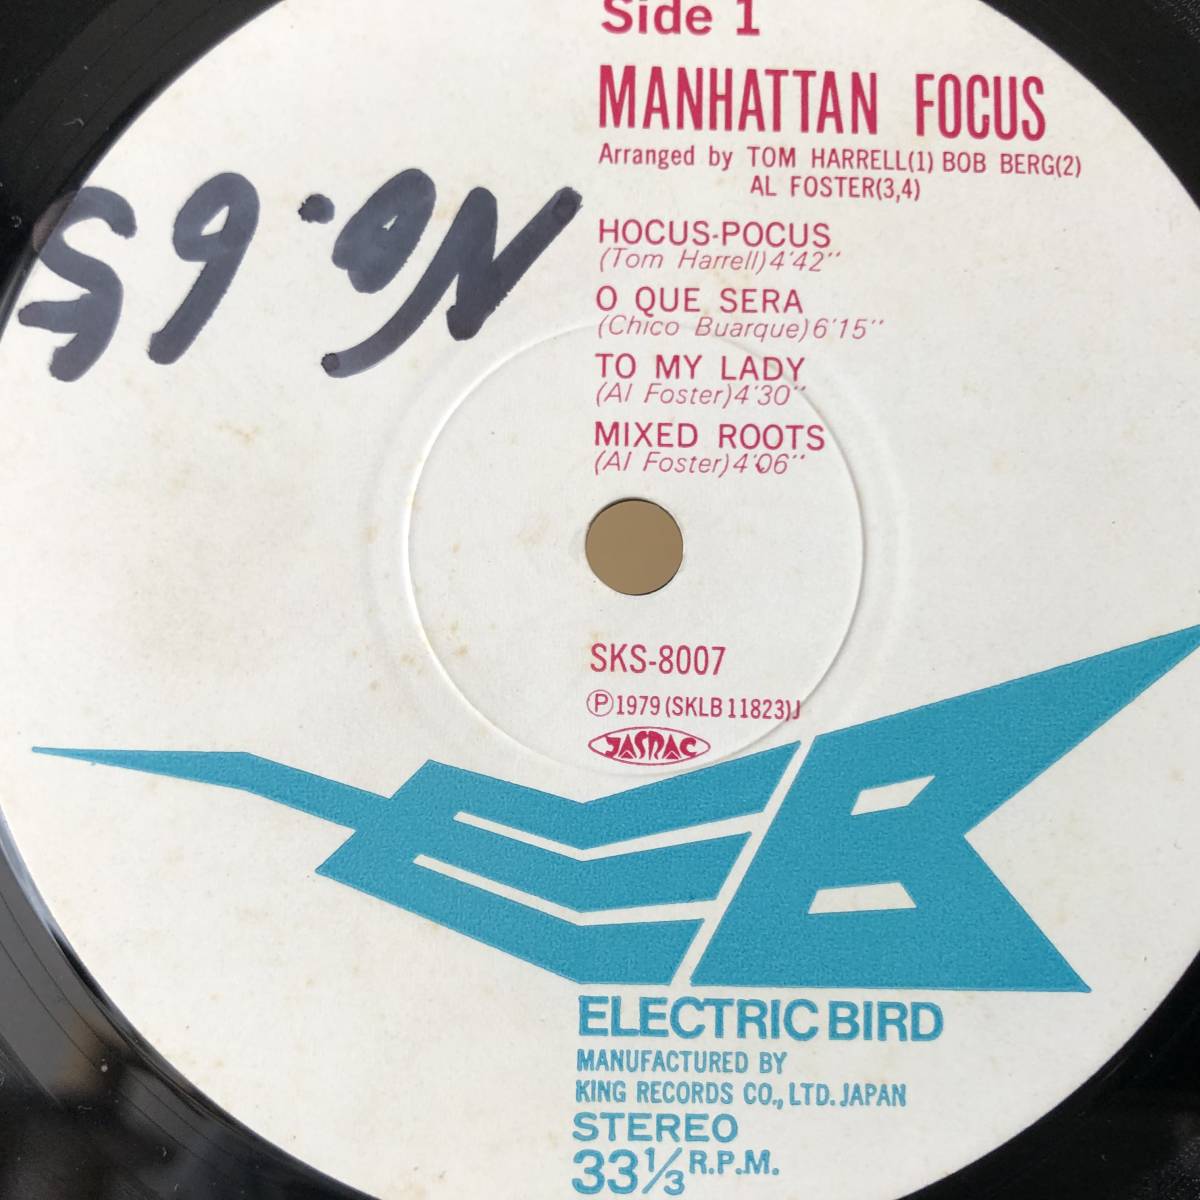 Side 1
MANHATTAN FOCUS
Arranged by TOM HARRELL(1) BOB BERG(2)
AL FOSTER(3,4)
HOCUS-POCUS
(Tom Harrell)4'42"
O QUE SERA
(Chico Buarque)6'15"
TO MY LADY
(Al Foster)4'30"
MIXED ROOTS
(Al Foster)4'06"
No.65
SKS-8007
Ⓟ1979(SKLB 11823)J
JASRAC
EB
ELECTRIC BIRD
MANUFACTURED BY
KING RECORDS CO., LTD. JAPAN
STEREO
33⅓ R.P.M.